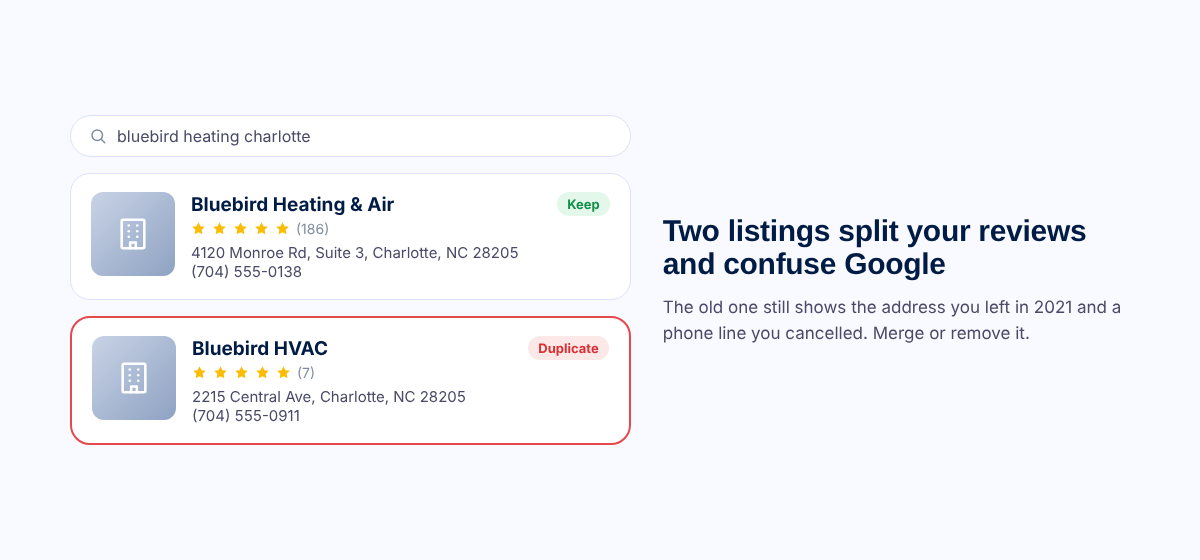 bluebird heating charlotte
Bluebird Heating & Air
Keep
(186)
4120 Monroe Rd, Suite 3, Charlotte, NC 28205
(704) 555-0138
Bluebird HVAC
Duplicate
(7)
2215 Central Ave, Charlotte, NC 28205
(704) 555-0911
Two listings split your reviews
and confuse Google
The old one still shows the address you left in 2021 and a
phone line you cancelled. Merge or remove it.